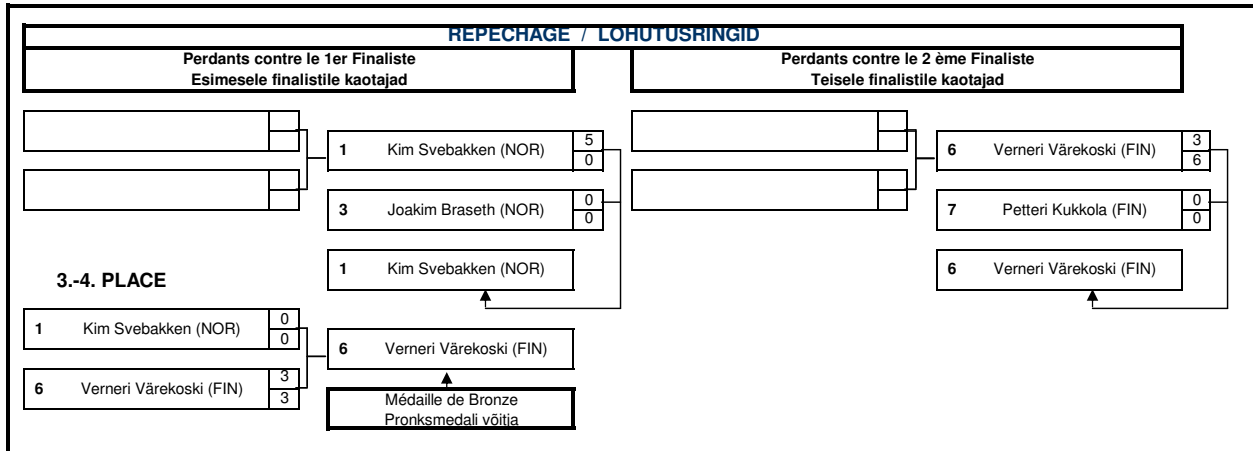 REPECHAGE / LOHUTUSRINGID
Perdants contre le 1er Finaliste
Esimesele finalistile kaotajad
Perdants contre le 2 ème Finaliste
Teisele finalistile kaotajad
1 Kim Svebakken (NOR) 5
0
3 Joakim Braseth (NOR) 0
0
1 Kim Svebakken (NOR)
6 Verneri Värekoski (FIN) 3
6
7 Petteri Kukkola (FIN) 0
0
6 Verneri Värekoski (FIN)
3.-4. PLACE
1 Kim Svebakken (NOR) 0
0
6 Verneri Värekoski (FIN) 3
3
6 Verneri Värekoski (FIN)
Médaille de Bronze
Pronksmedali võitja